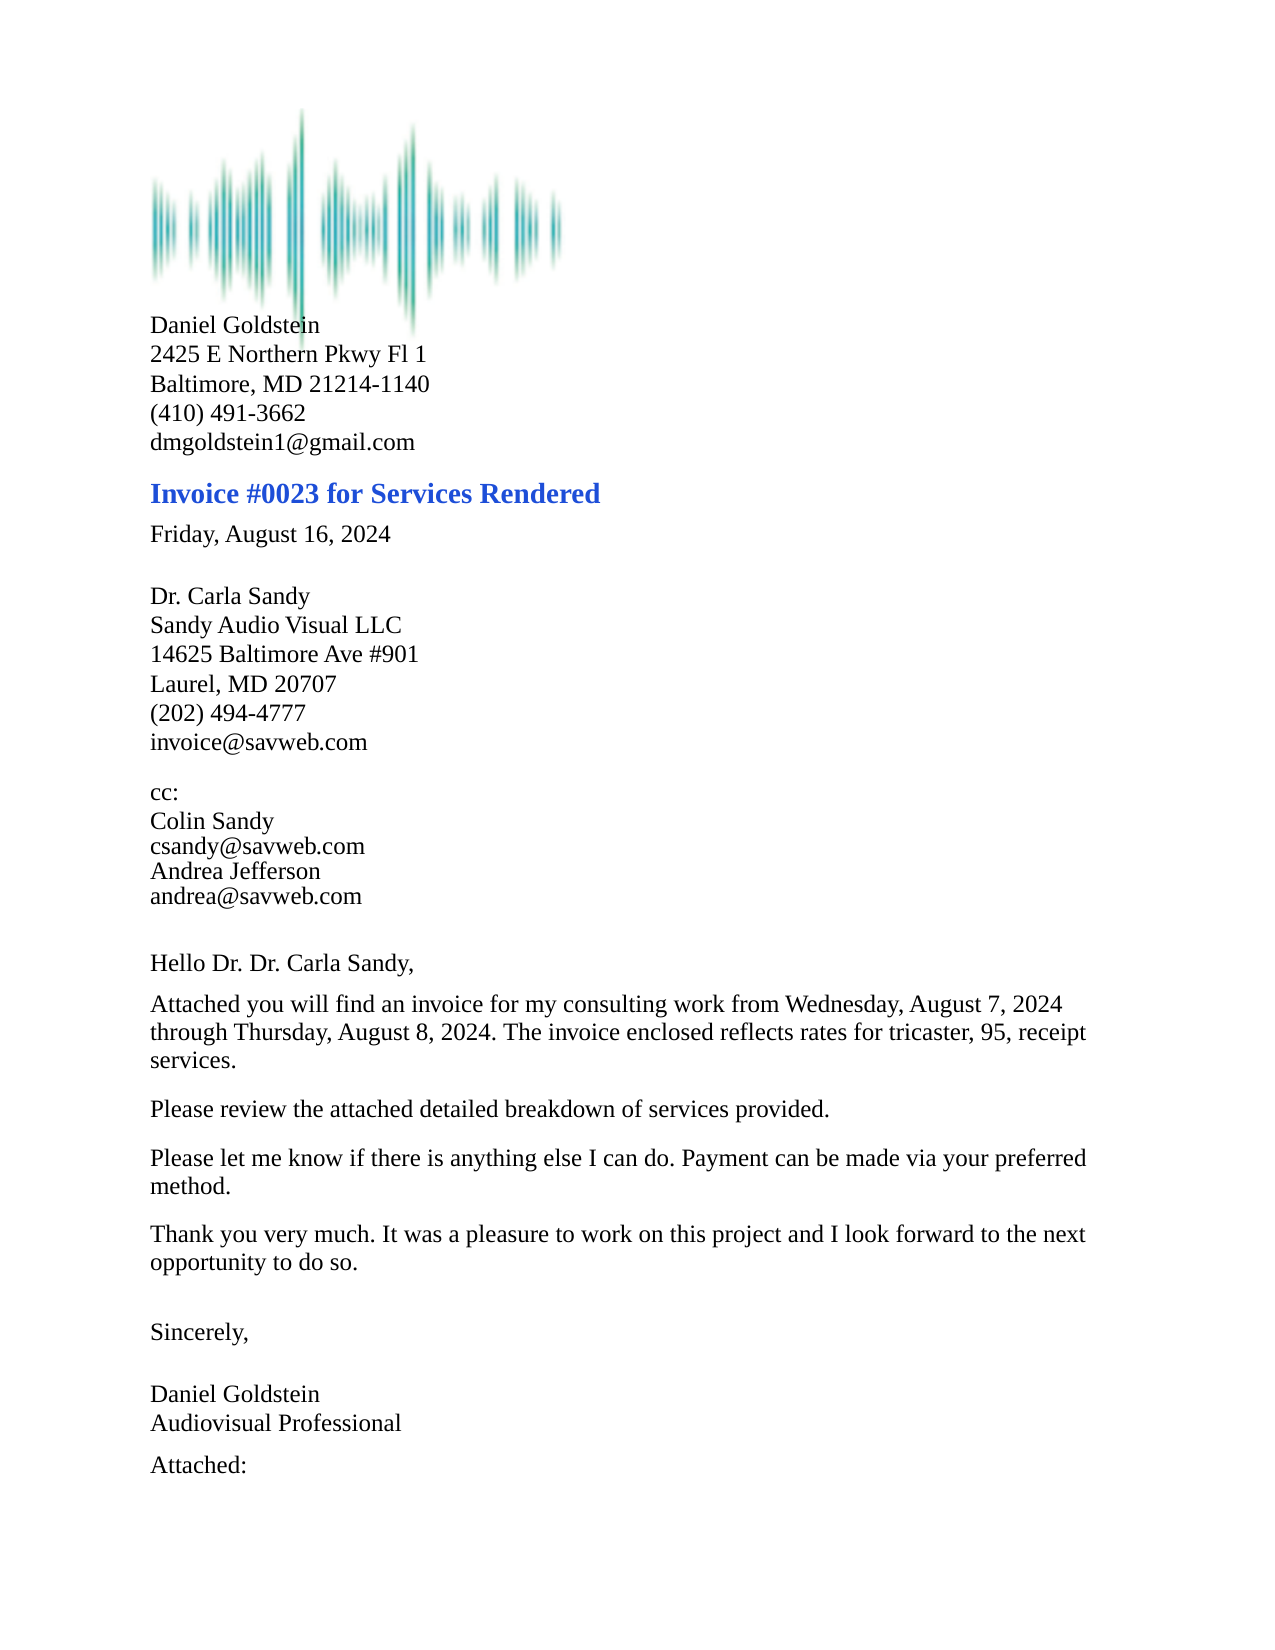 Daniel Goldstein
2425 E Northern Pkwy Fl 1
Baltimore, MD 21214-1140
(410) 491-3662
dmgoldstein1@gmail.com
Invoice #0023 for Services Rendered
Friday, August 16, 2024
Dr. Carla Sandy
Sandy Audio Visual LLC
14625 Baltimore Ave #901
Laurel, MD 20707
(202) 494-4777
invoice@savweb.com
cc:
Colin Sandy
csandy@savweb.com
Andrea Jefferson
andrea@savweb.com
Hello Dr. Dr. Carla Sandy,
Attached you will find an invoice for my consulting work from Wednesday, August 7, 2024
through Thursday, August 8, 2024. The invoice enclosed reflects rates for tricaster, 95, receipt
services.
Please review the attached detailed breakdown of services provided.
Please let me know if there is anything else I can do. Payment can be made via your preferred
method.
Thank you very much. It was a pleasure to work on this project and I look forward to the next
opportunity to do so.
Sincerely,
Daniel Goldstein
Audiovisual Professional
Attached: